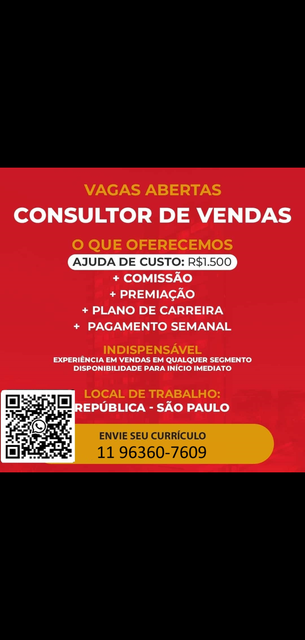 VAGAS ABERTAS
CONSULTOR DE VENDAS
O QUE OFERECEMOS
AJUDA DE CUSTO: R$1.500
+ COMISSÃO
+ PREMIAÇÃO
+ PLANO DE CARREIRA
+ PAGAMENTO SEMANAL
INDISPENSÁVEL
EXPERIÊNCIA EM VENDAS EM QUALQUER SEGMENTO
DISPONIBILIDADE PARA INÍCIO IMEDIATO
LOCAL DE TRABALHO:
REPÚBLICA - SÃO PAULO
ENVIE SEU CURRÍCULO
11 96360-7609